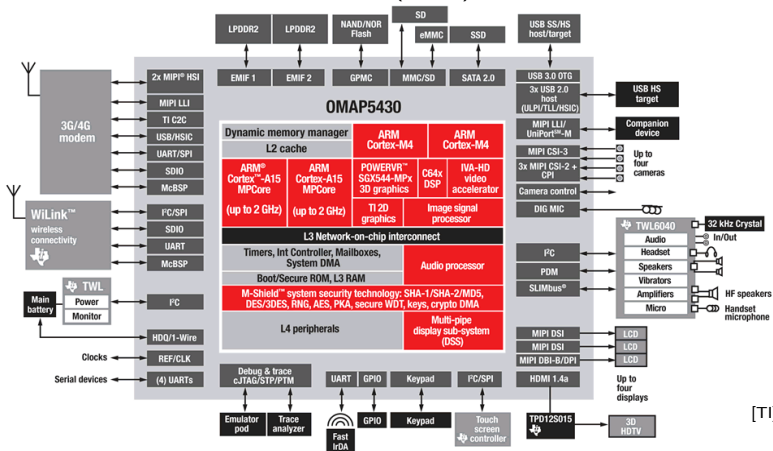 SD
LPDDR2
LPDDR2
NAND/NOR
Flash
eMMC
SSD
USB SS/HS
host/target
2x MIPI® HSI
EMIF 1
EMIF 2
GPMC
MMC/SD
SATA 2.0
USB 3.0 OTG
3x USB 2.0
host
(ULPI/TLL/HSIC)
USB HS
target
OMAP5430
MIPI LLI
TI C2C
USB/HSIC
UART/SPI
SDIO
McBSP
3G/4G
modem
MIPI LLI/
UniPort℠-M
Companion
device
Dynamic memory manager
L2 cache
ARM
Cortex-M4
ARM
Cortex-M4
MIPI CSI-3
3x MIPI CSI-2 +
CPI
Camera control
DIG MIC
Up to
four
cameras
ARM®
Cortex™-A15
MPCore
(up to 2 GHz)
ARM
Cortex-A15
MPCore
(up to 2 GHz)
POWERVR™
SGX544-MPx
3D graphics
C64x
DSP
IVA-HD
video
accelerator
TI 2D
graphics
Image signal
processor
WiLink™
wireless
connectivity
I²C/SPI
SDIO
UART
McBSP
L3 Network-on-chip interconnect
Timers, Int Controller, Mailboxes,
System DMA
Boot/Secure ROM, L3 RAM
Audio processor
M-Shield™ system security technology: SHA-1/SHA-2/MD5,
DES/3DES, RNG, AES, PKA, secure WDT, keys, crypto DMA
L4 peripherals
Multi-pipe
display sub-system
(DSS)
I²C
PDM
SLIMbus®
TWL6040
Audio
Headset
Speakers
Vibrators
Amplifiers
Micro
32 kHz Crystal
In/Out
HF speakers
Handset
microphone
TWL
Power
Monitor
Main
battery
I²C
HDQ/1-Wire
Clocks
REF/CLK
Serial devices
(4) UARTs
MIPI DSI
MIPI DSI
MIPI DBI-B/DPI
LCD
LCD
LCD
Up to
four
displays
Debug & trace
cJTAG/STP/PTM
UART
GPIO
Keypad
I²C/SPI
HDMI 1.4a
Emulator
pod
Trace
analyzer
Fast
IrDA
GPIO
Keypad
Touch
screen
controller
TPD12S015
3D
HDTV
[TI]